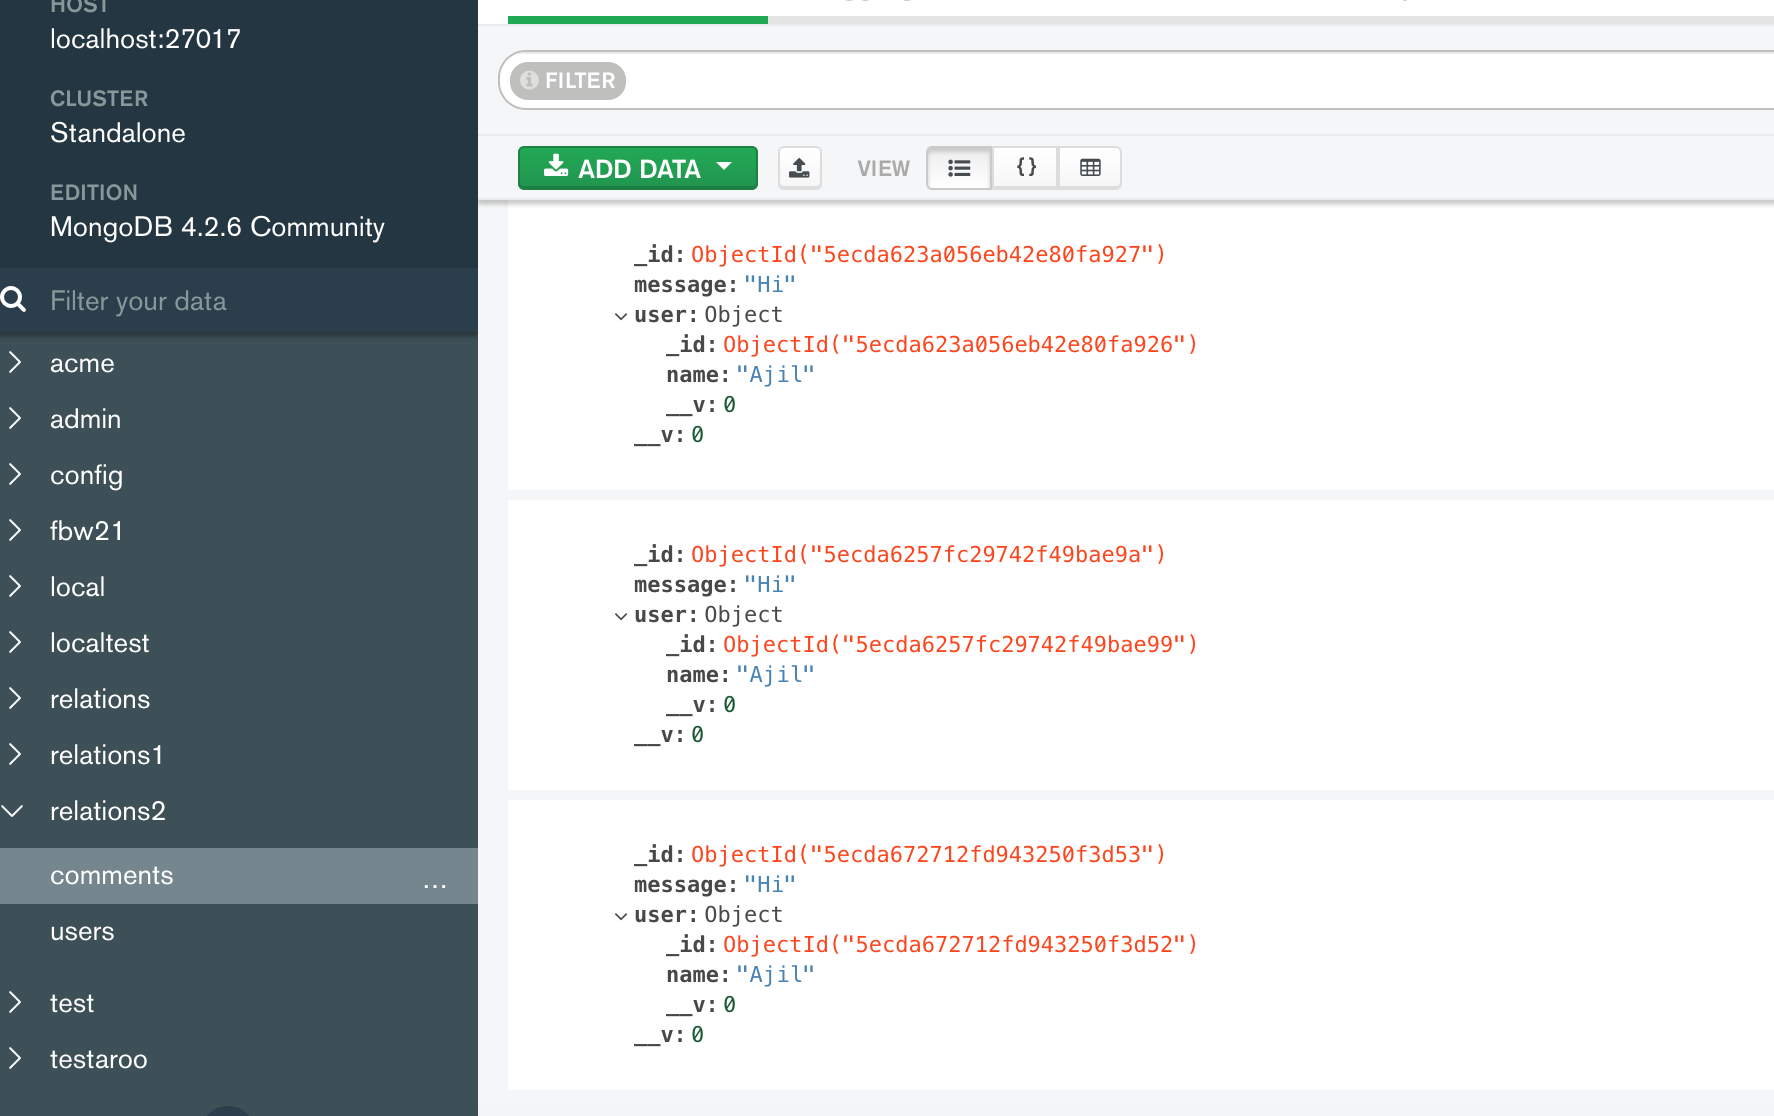 HOST
localhost:27017
CLUSTER
Standalone
EDITION
MongoDB 4.2.6 Community
Filter your data
acme
admin
config
fbw21
local
localtest
relations
relations1
relations2
comments ...
users
test
testaroo
FILTER
ADD DATA
VIEW
{}
_id: ObjectId("5ecda623a056eb42e80fa927")
message: "Hi"
user: Object
_id: ObjectId("5ecda623a056eb42e80fa926")
name: "Ajil"
__v: 0
__v: 0
_id: ObjectId("5ecda6257fc29742f49bae9a")
message: "Hi"
user: Object
_id: ObjectId("5ecda6257fc29742f49bae99")
name: "Ajil"
__v: 0
__v: 0
_id: ObjectId("5ecda672712fd943250f3d53")
message: "Hi"
user: Object
_id: ObjectId("5ecda672712fd943250f3d52")
name: "Ajil"
__v: 0
__v: 0